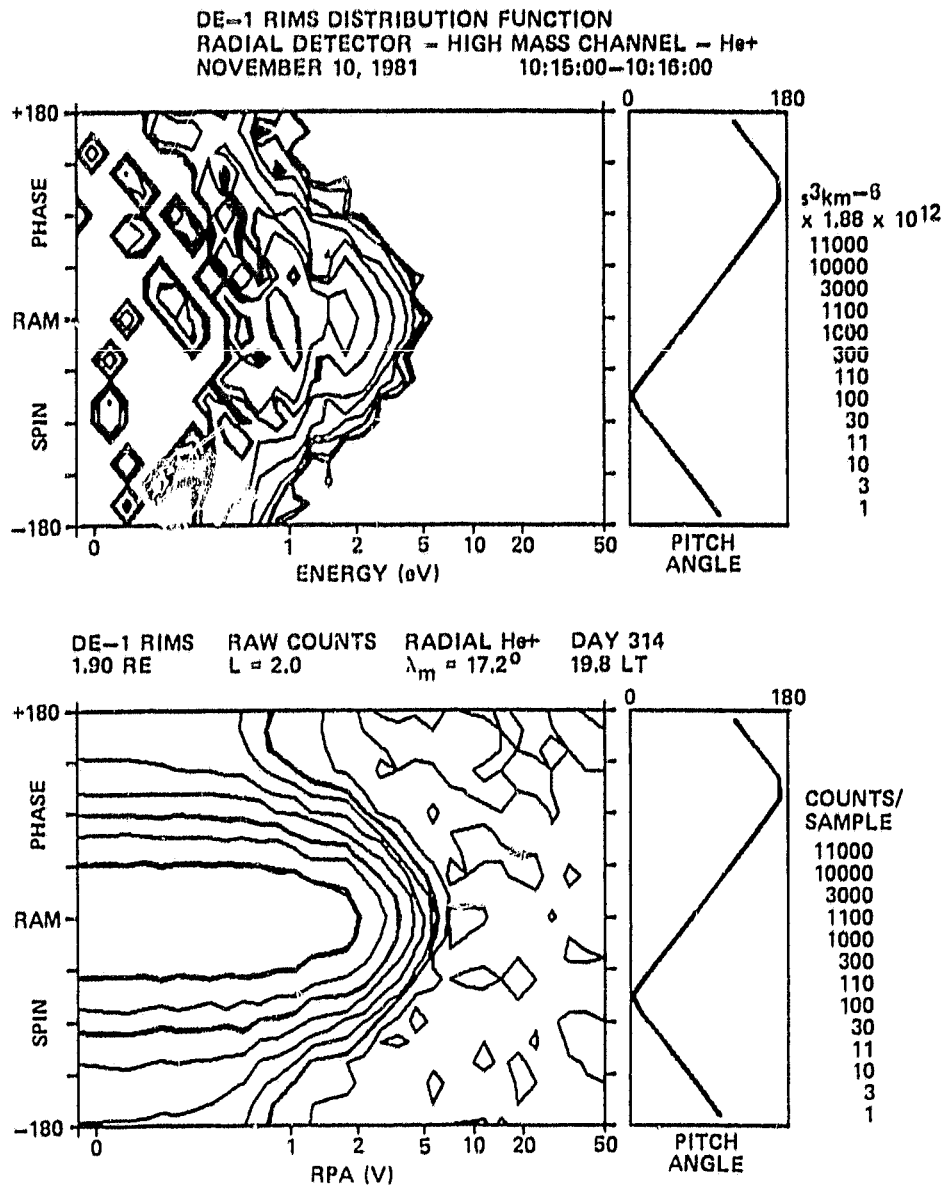 DE-1 RIMS DISTRIBUTION FUNCTION
RADIAL DETECTOR - HIGH MASS CHANNEL - He+
NOVEMBER 10, 1981 10:15:00-10:16:00
+180
PHASE
RAM
SPIN
-180
0 1 2 5 10 20 50
ENERGY (eV)
0 180
PITCH
ANGLE
s3km-6
x 1.88 x 10 12
11000
10000
3000
1100
1000
300
110
100
30
11
10
3
1
DE-1 RIMS RAW COUNTS RADIAL He+ DAY 314
1.90 RE L = 2.0 λm = 17.2° 19.8 LT
+180
PHASE
RAM
SPIN
-180
0 1 2 5 10 20 50
RPA (V)
0 180
PITCH
ANGLE
COUNTS/
SAMPLE
11000
10000
3000
1100
1000
300
110
100
30
11
10
3
1